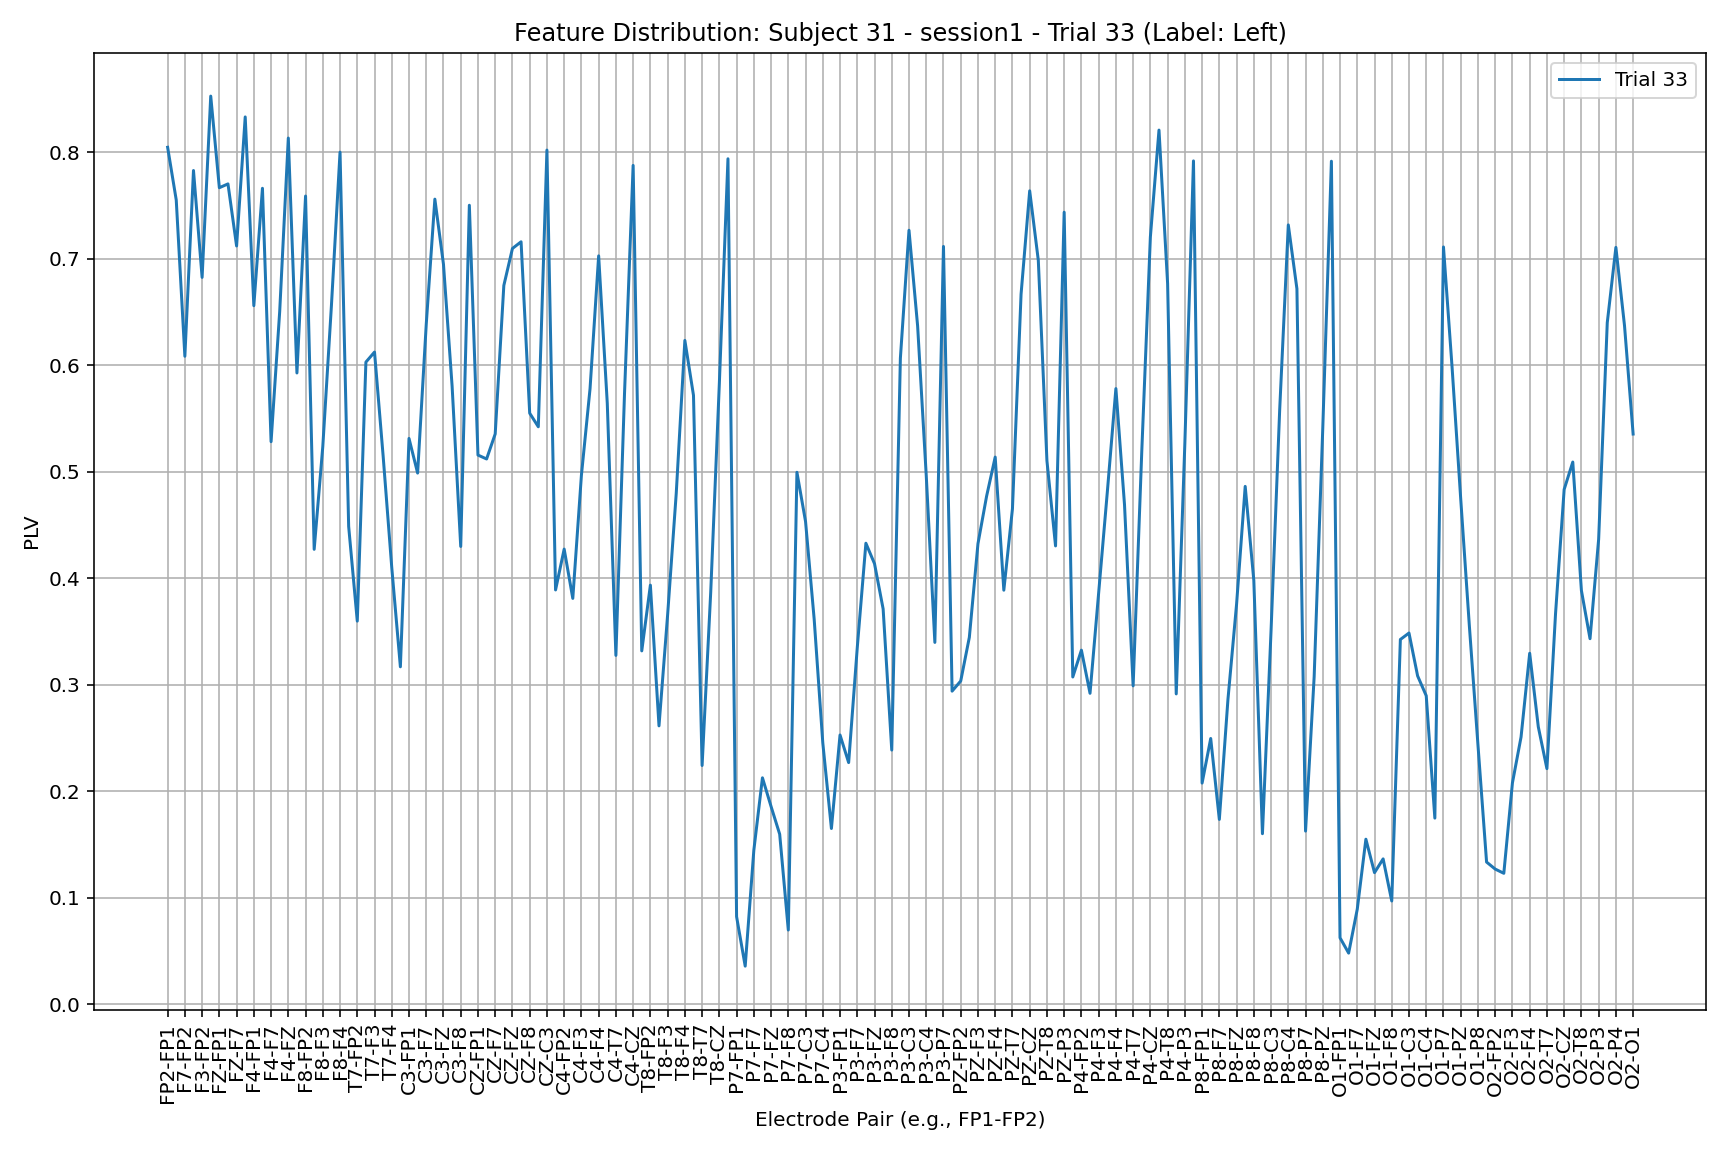 Feature Distribution: Subject 31 - session1 - Trial 33 (Label: Left)
Trial 33
PLV
0.8
0.7
0.6
0.5
0.4
0.3
0.2
0.1
0.0
FP2-FP1
F7-FP2
F3-FP2
FZ-FP1
FZ-F7
F4-FP1
F4-F7
F4-FZ
F8-FP2
F8-F3
F8-F4
T7-FP2
T7-F3
T7-F4
C3-FP1
C3-F7
C3-FZ
C3-F8
CZ-FP1
CZ-F7
CZ-FZ
CZ-F8
CZ-C3
C4-FP2
C4-F3
C4-F4
C4-T7
C4-CZ
T8-FP2
T8-F3
T8-F4
T8-T7
T8-CZ
P7-FP1
P7-F7
P7-FZ
P7-F8
P7-C3
P7-C4
P3-FP1
P3-F7
P3-FZ
P3-F8
P3-C3
P3-C4
P3-P7
PZ-FP2
PZ-F3
PZ-F4
PZ-T7
PZ-CZ
PZ-T8
PZ-P3
P4-FP2
P4-F3
P4-F4
P4-T7
P4-CZ
P4-T8
P4-P3
P8-FP1
P8-F7
P8-FZ
P8-F8
P8-C3
P8-C4
P8-P7
P8-PZ
O1-FP1
O1-F7
O1-FZ
O1-F8
O1-C3
O1-C4
O1-P7
O1-PZ
O1-P8
O2-FP2
O2-F3
O2-F4
O2-T7
O2-CZ
O2-T8
O2-P3
O2-P4
O2-O1
Electrode Pair (e.g., FP1-FP2)